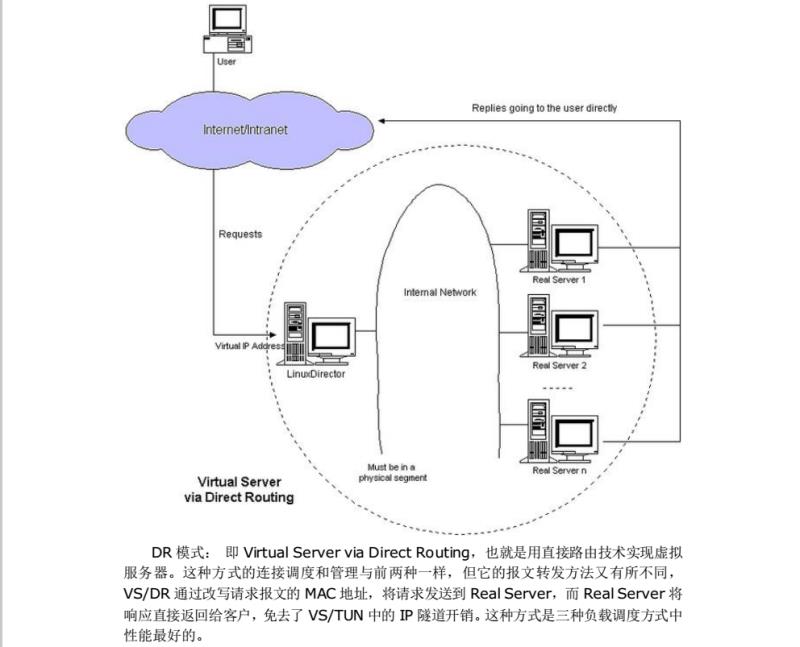 User
Internet/Intranet
Replies going to the user directly
Requests
Internal Network
Real Server 1
Virtual IP Address
LinuxDirector
Real Server 2
Real Server n
Must be in a
physical segment
Virtual Server
via Direct Routing
DR 模式： 即 Virtual Server via Direct Routing，也就是用直接路由技术实现虚拟
服务器。这种方式的连接调度和管理与前两种一样，但它的报文转发方法又有所不同，
VS/DR 通过改写请求报文的 MAC 地址，将请求发送到 Real Server，而 Real Server 将
响应直接返回给客户，免去了 VS/TUN 中的 IP 隧道开销。这种方式是三种负载调度方式中
性能最好的。